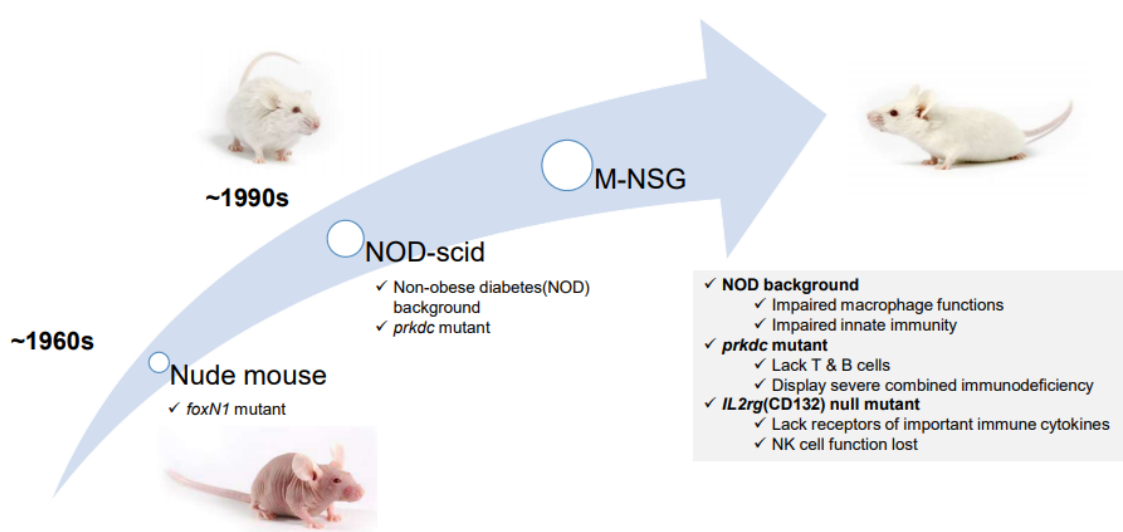 ~1960s
Nude mouse
✓ foxN1 mutant
~1990s
NOD-scid
✓ Non-obese diabetes(NOD)
background
✓ prkdc mutant
M-NSG
✓ NOD background
✓ Impaired macrophage functions
✓ Impaired innate immunity
✓ prkdc mutant
✓ Lack T & B cells
✓ Display severe combined immunodeficiency
✓ IL2rg(CD132) null mutant
✓ Lack receptors of important immune cytokines
✓ NK cell function lost